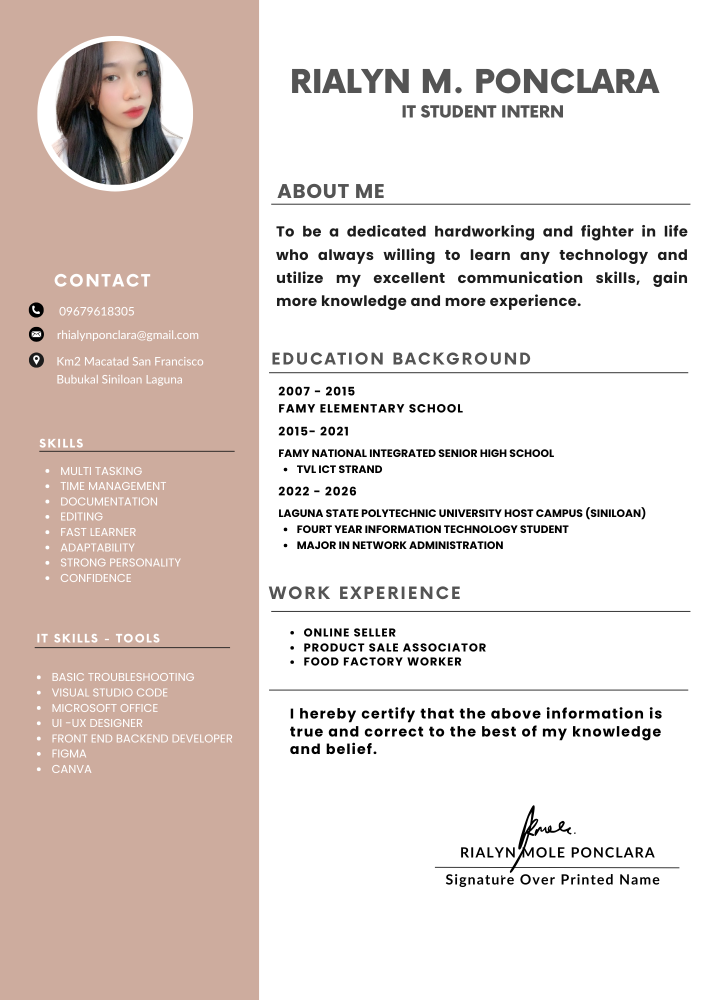 RIALYN M. PONCLARA
IT STUDENT INTERN
CONTACT
09679618305
rhialynponclara@gmail.com
Km2 Macatad San Francisco
Bubukal Siniloan Laguna
SKILLS
• MULTI TASKING
• TIME MANAGEMENT
• DOCUMENTATION
• EDITING
• FAST LEARNER
• ADAPTABILITY
• STRONG PERSONALITY
• CONFIDENCE
IT SKILLS - TOOLS
• BASIC TROUBLESHOOTING
• VISUAL STUDIO CODE
• MICROSOFT OFFICE
• UI -UX DESIGNER
• FRONT END BACKEND DEVELOPER
• FIGMA
• CANVA
ABOUT ME
To be a dedicated hardworking and fighter in life
who always willing to learn any technology and
utilize my excellent communication skills, gain
more knowledge and more experience.
EDUCATION BACKGROUND
2007 - 2015
FAMY ELEMENTARY SCHOOL
2015- 2021
FAMY NATIONAL INTEGRATED SENIOR HIGH SCHOOL
• TVL ICT STRAND
2022 - 2026
LAGUNA STATE POLYTECHNIC UNIVERSITY HOST CAMPUS (SINILOAN)
• FOURT YEAR INFORMATION TECHNOLOGY STUDENT
• MAJOR IN NETWORK ADMINISTRATION
WORK EXPERIENCE
• ONLINE SELLER
• PRODUCT SALE ASSOCIATOR
• FOOD FACTORY WORKER
I hereby certify that the above information is
true and correct to the best of my knowledge
and belief.
RIALYN MOLE PONCLARA
Signature Over Printed Name